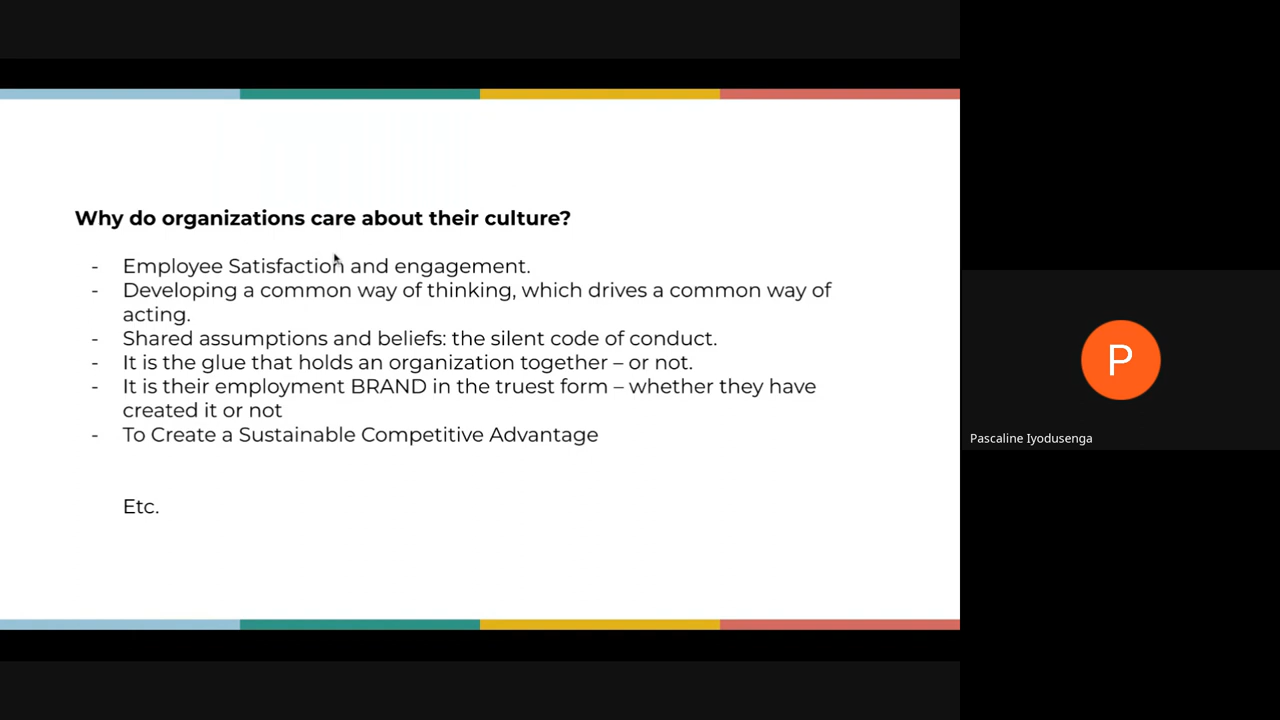 Why do organizations care about their culture?
- Employee Satisfaction and engagement.
- Developing a common way of thinking, which drives a common way of
acting.
- Shared assumptions and beliefs: the silent code of conduct.
- It is the glue that holds an organization together – or not.
- It is their employment BRAND in the truest form – whether they have
created it or not
- To Create a Sustainable Competitive Advantage
Etc.
P
Pascaline Iyodusenga